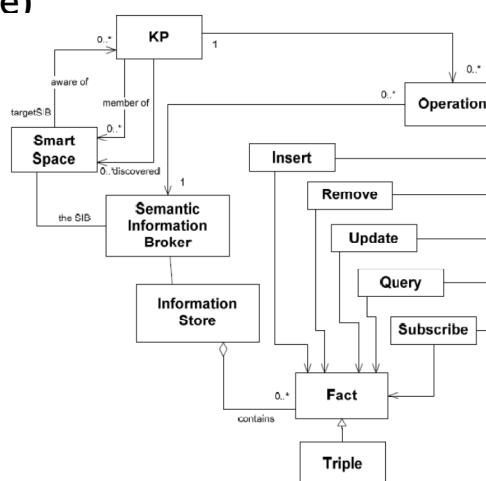 e)
KP
0..*
1
aware of
0..*
member of
0..*
Operation
targetSIB
0..*
Smart
Space
0..*discovered
Insert
1
Remove
Semantic
Information
Broker
the SIB
Update
Query
Information
Store
Subscribe
0..*
Fact
contains
Triple